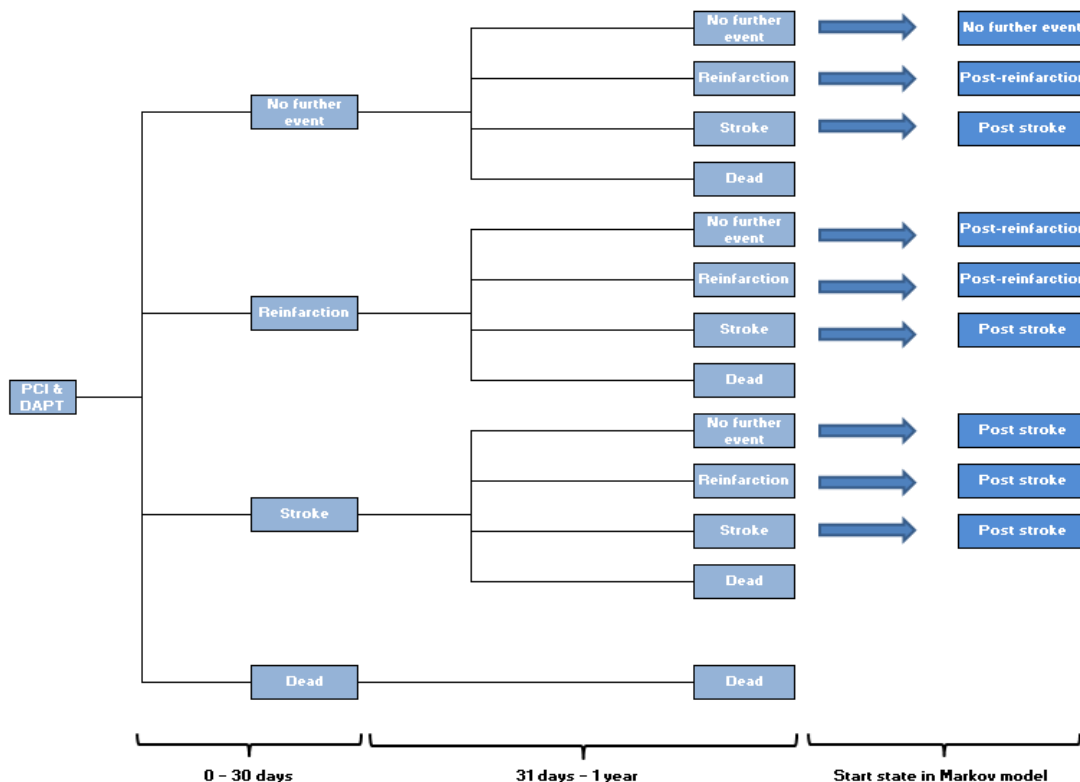 No further
event
No further event
Reinfarction
Post-reinfarction
No further
event
Stroke
Post stroke
Dead
No further
event
Post-reinfarction
Reinfarction
Post-reinfarction
Reinfarction
Stroke
Post stroke
Dead
PCI &
DAPT
No further
event
Post stroke
Reinfarction
Post stroke
Stroke
Stroke
Post stroke
Dead
Dead
Dead
0 - 30 days
31 days - 1 year
Start state in Markov model